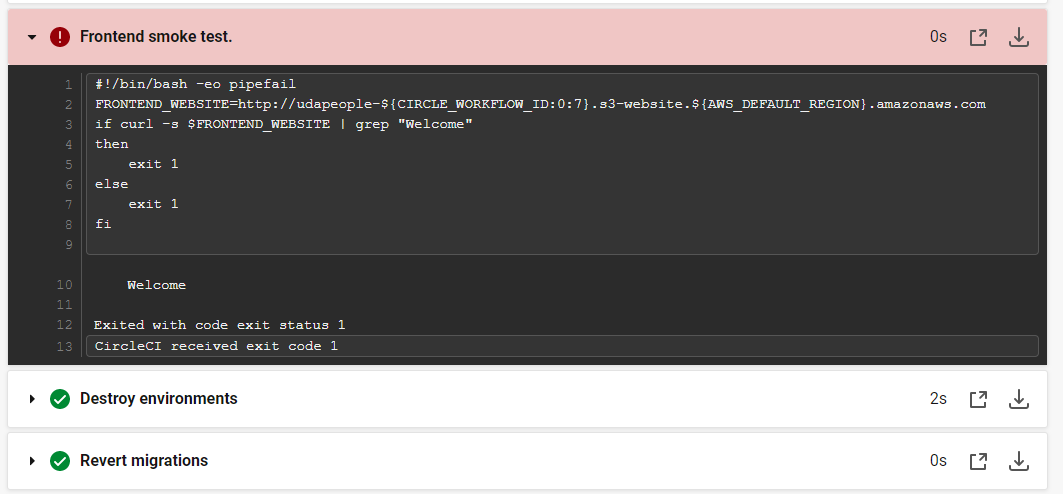 Frontend smoke test. 0s
1 #!/bin/bash -eo pipefail
2 FRONTEND_WEBSITE=http://udapeople-${CIRCLE_WORKFLOW_ID:0:7}.s3-website.${AWS_DEFAULT_REGION}.amazonaws.com
3 if curl -s $FRONTEND_WEBSITE | grep "Welcome"
4 then
5 exit 1
6 else
7 exit 1
8 fi
9
10 Welcome
11
12 Exited with code exit status 1
13 CircleCI received exit code 1
Destroy environments 2s
Revert migrations 0s